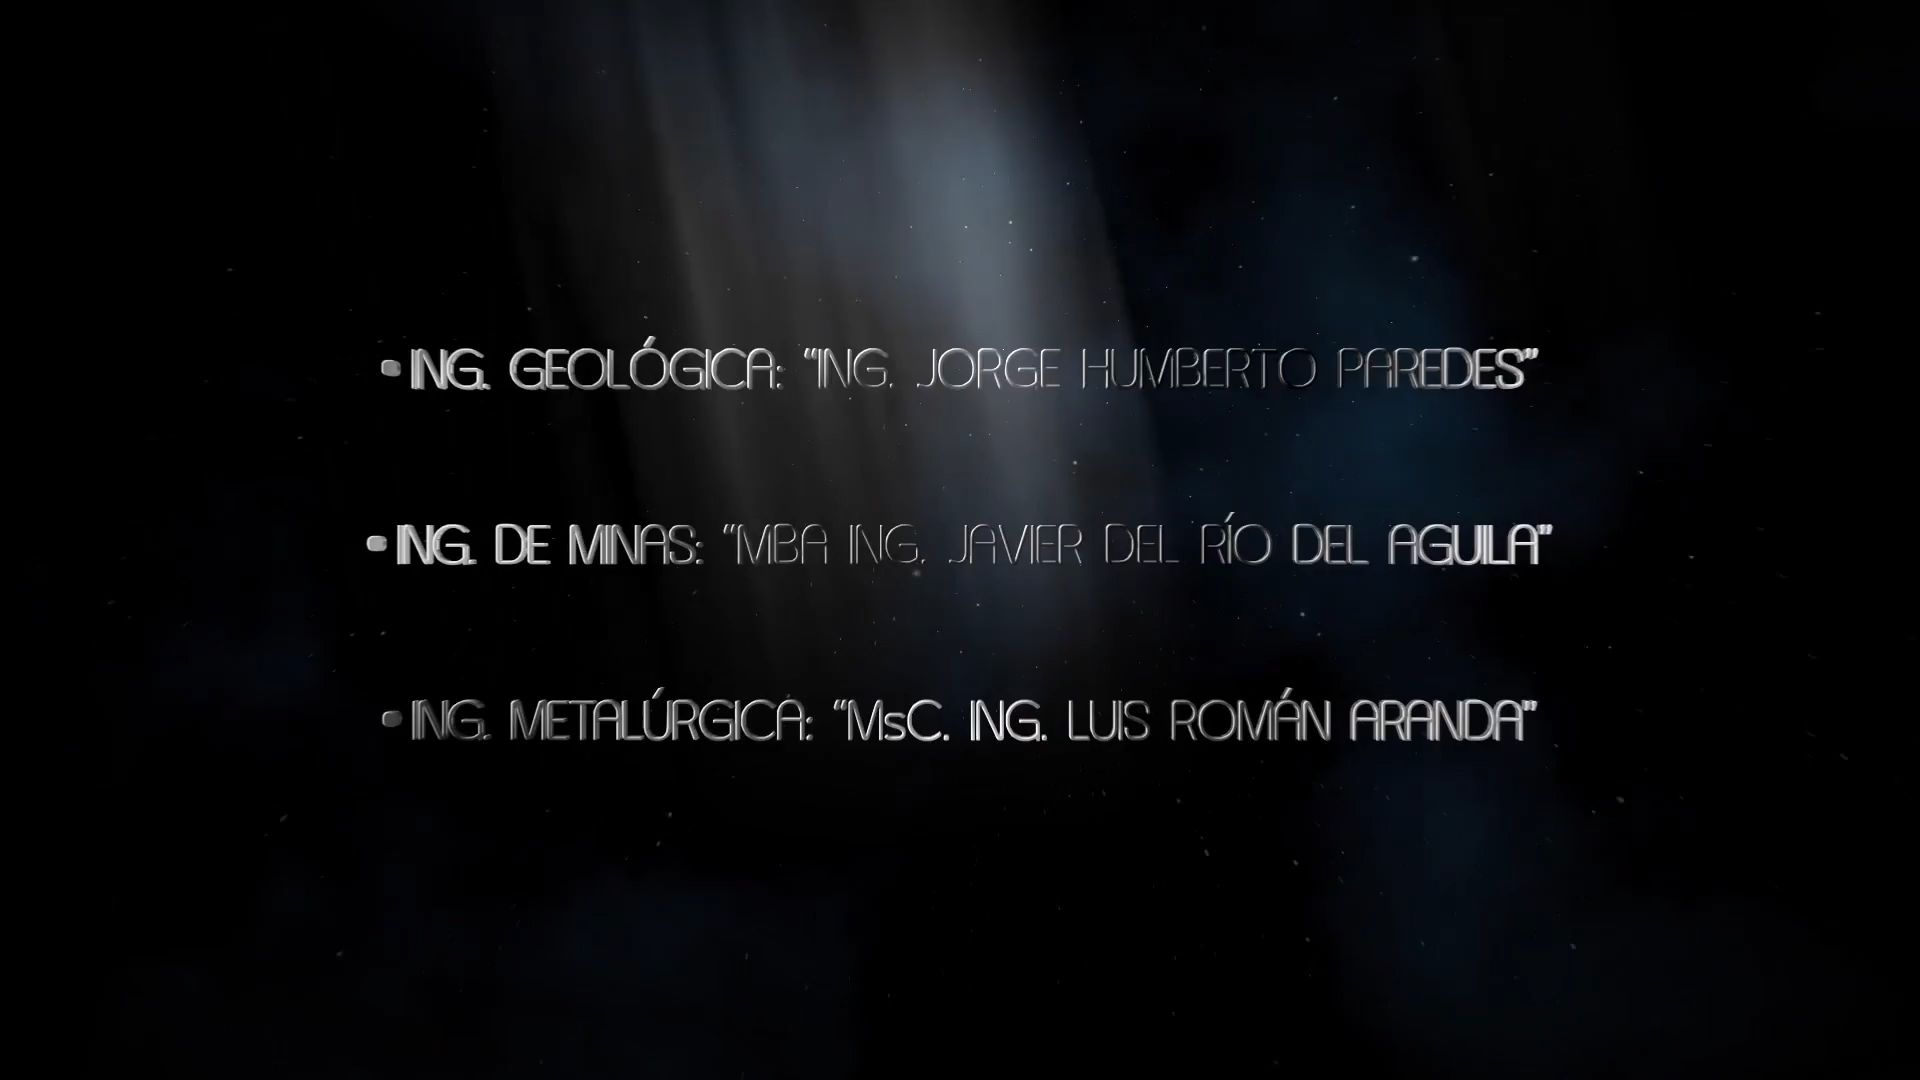 • ING. GEOLÓGICA: “ING. JORGE HUMBERTO PAREDES”
• ING. DE MINAS: “MBA ING. JAVIER DEL RÍO DEL AGUILA”
• ING. METALÚRGICA: “MsC. ING. LUIS ROMÁN ARANDA”